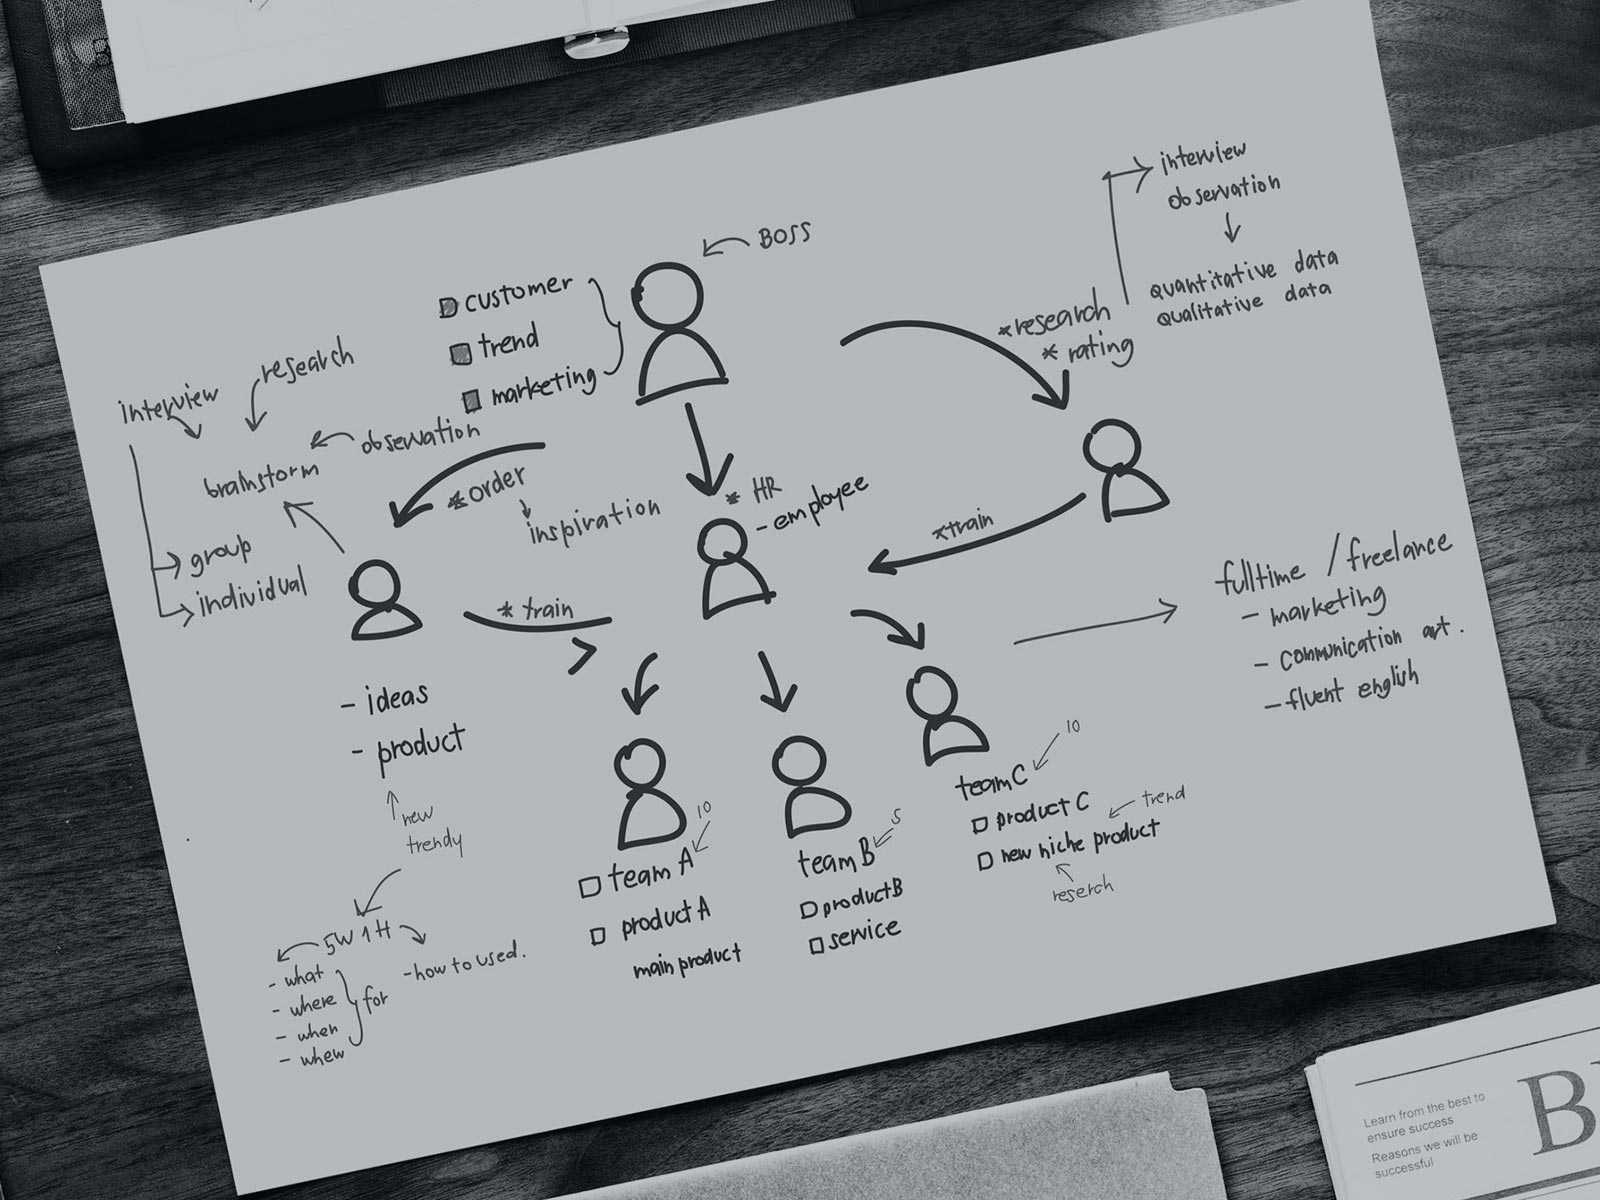 BOSS
customer
trend
marketing
interview
observation
quantitative data
qualitative data
*research
* rating
research
interview
observation
brainstorm
*order
inspiration
* HR
- employee
group
individual
* train
*train
fulltime / freelance
- marketing
- communication art.
- fluent english
- ideas
- product
new
trendy
5W 1H
- what
- where
- when
- whew
for
- how to used.
10
team A
product A
main product
5
team B
product B
service
10
team C
product C
trend
new niche product
reserch
Learn from the best to
ensure success
Reasons we will be
successful
B